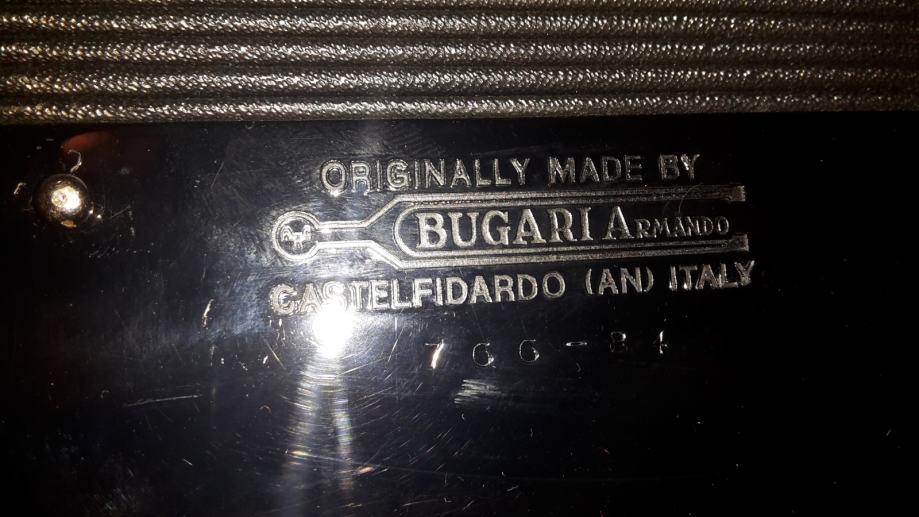 ORIGINALLY MADE BY
BUGARI ARMANDO
CASTELFIDARDO (AN) ITALY
766-84